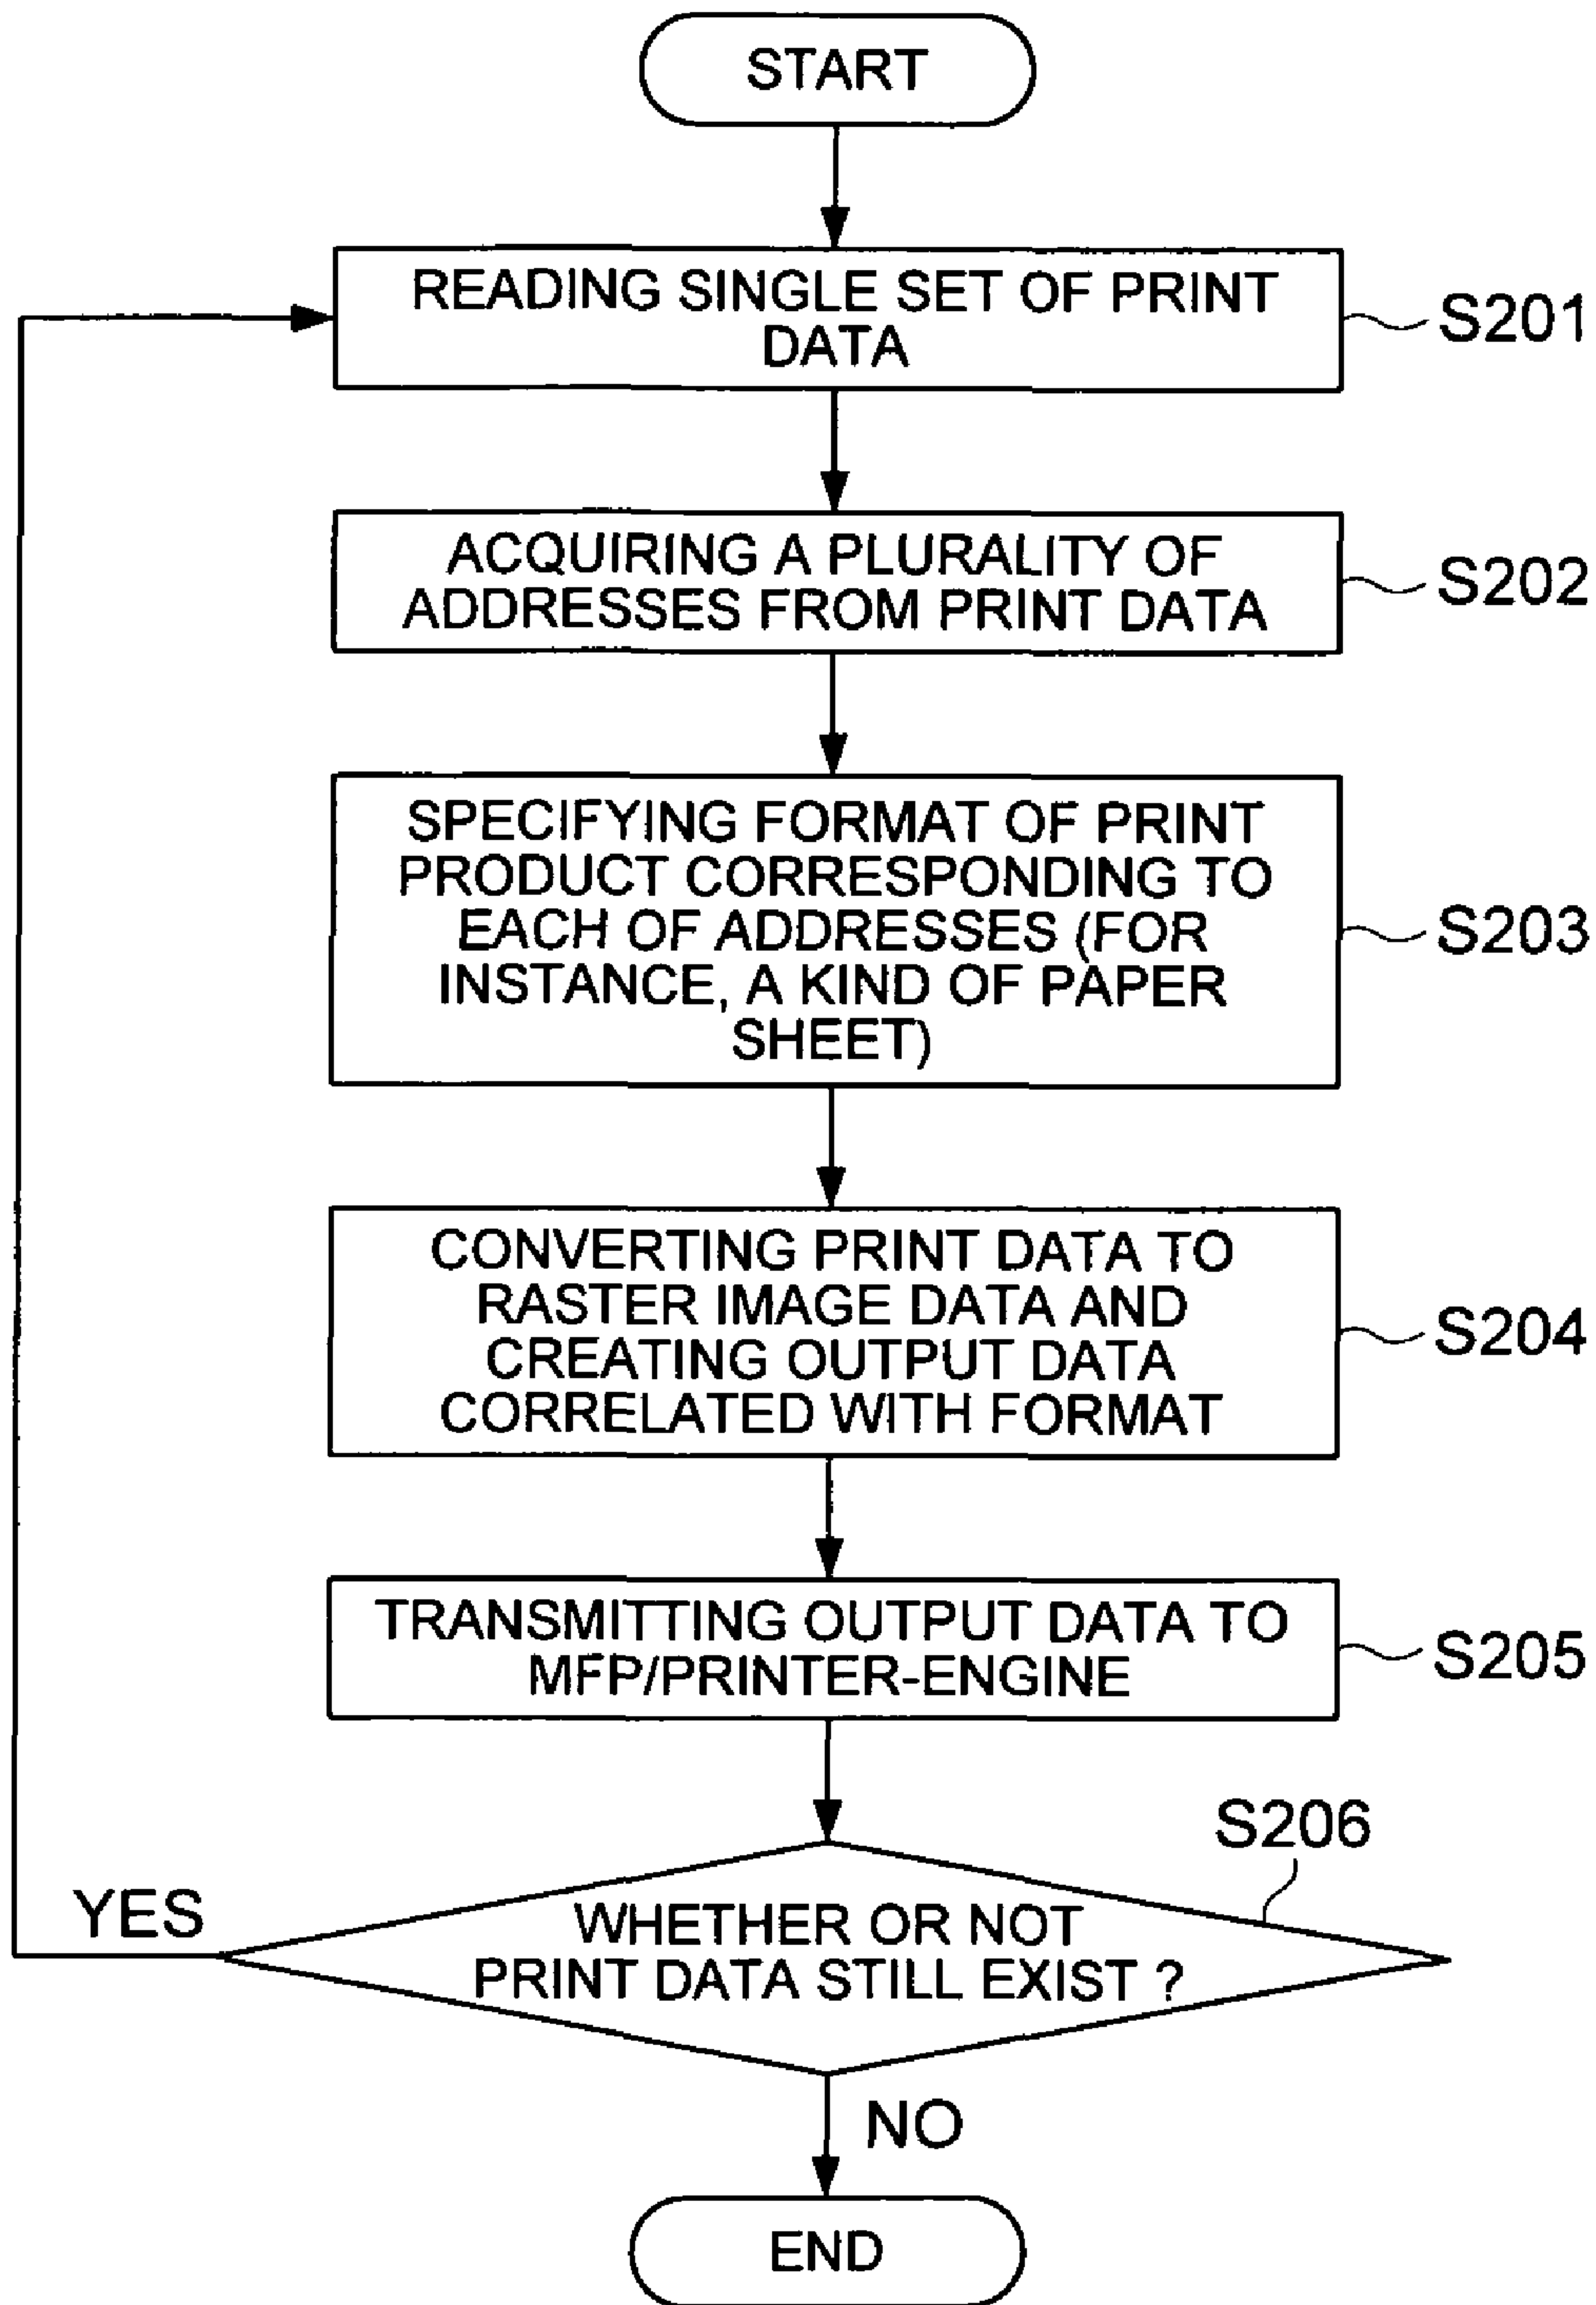 START
READING SINGLE SET OF PRINT
DATA
S201
ACQUIRING A PLURALITY OF
ADDRESSES FROM PRINT DATA
S202
SPECIFYING FORMAT OF PRINT
PRODUCT CORRESPONDING TO
EACH OF ADDRESSES (FOR
INSTANCE, A KIND OF PAPER
SHEET)
S203
CONVERTING PRINT DATA TO
RASTER IMAGE DATA AND
CREATING OUTPUT DATA
CORRELATED WITH FORMAT
S204
TRANSMITTING OUTPUT DATA TO
MFP/PRINTER-ENGINE
S205
S206
YES
WHETHER OR NOT
PRINT DATA STILL EXIST ?
NO
END